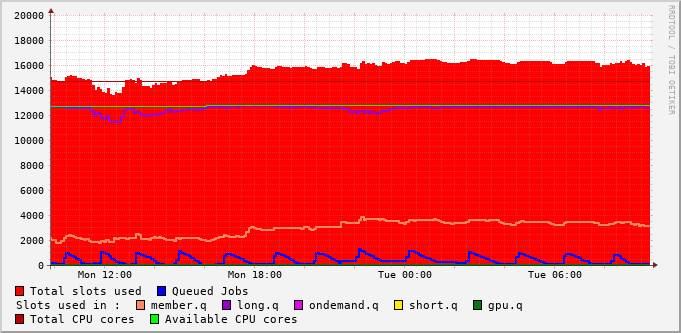 20000
18000
16000
14000
12000
10000
8000
6000
4000
2000
0
Mon 12:00 Mon 18:00 Tue 00:00 Tue 06:00
RRDTOOL / TOBI OETIKER
Total slots used Queued Jobs
Slots used in : member.q long.q ondemand.q short.q gpu.q
Total CPU cores Available CPU cores